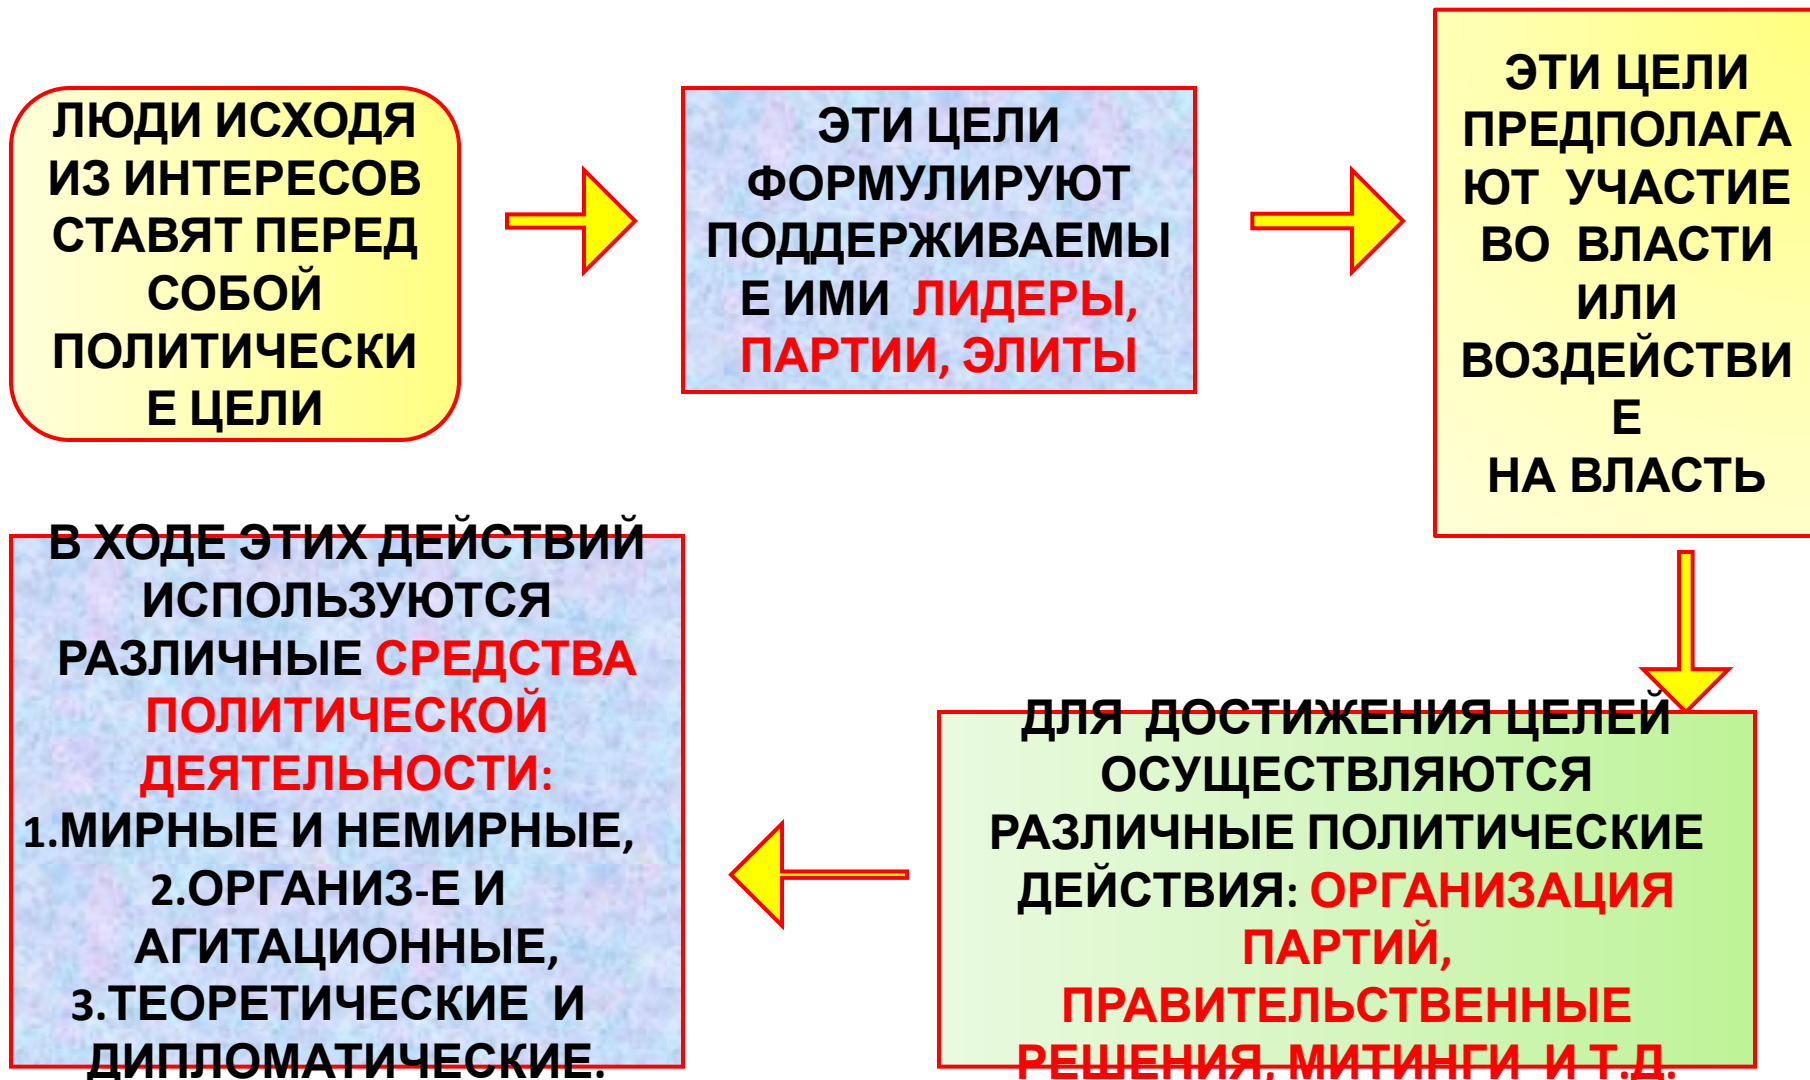 ЛЮДИ ИСХОДЯ
ИЗ ИНТЕРЕСОВ
СТАВЯТ ПЕРЕД
СОБОЙ
ПОЛИТИЧЕСКИ
Е ЦЕЛИ
ЭТИ ЦЕЛИ
ФОРМУЛИРУЮТ
ПОДДЕРЖИВАЕМЫ
Е ИМИ ЛИДЕРЫ,
ПАРТИИ, ЭЛИТЫ
ЭТИ ЦЕЛИ
ПРЕДПОЛАГА
ЮТ УЧАСТИЕ
ВО ВЛАСТИ
ИЛИ
ВОЗДЕЙСТВИ
Е
НА ВЛАСТЬ
ДЛЯ ДОСТИЖЕНИЯ ЦЕЛЕЙ
ОСУЩЕСТВЛЯЮТСЯ
РАЗЛИЧНЫЕ ПОЛИТИЧЕСКИЕ
ДЕЙСТВИЯ: ОРГАНИЗАЦИЯ
ПАРТИЙ,
ПРАВИТЕЛЬСТВЕННЫЕ
РЕШЕНИЯ, МИТИНГИ И Т.Д.
В ХОДЕ ЭТИХ ДЕЙСТВИЙ
ИСПОЛЬЗУЮТСЯ
РАЗЛИЧНЫЕ СРЕДСТВА
ПОЛИТИЧЕСКОЙ
ДЕЯТЕЛЬНОСТИ:
1.МИРНЫЕ И НЕМИРНЫЕ,
2.ОРГАНИЗ-Е И
АГИТАЦИОННЫЕ,
3.ТЕОРЕТИЧЕСКИЕ И
ДИПЛОМАТИЧЕСКИЕ.